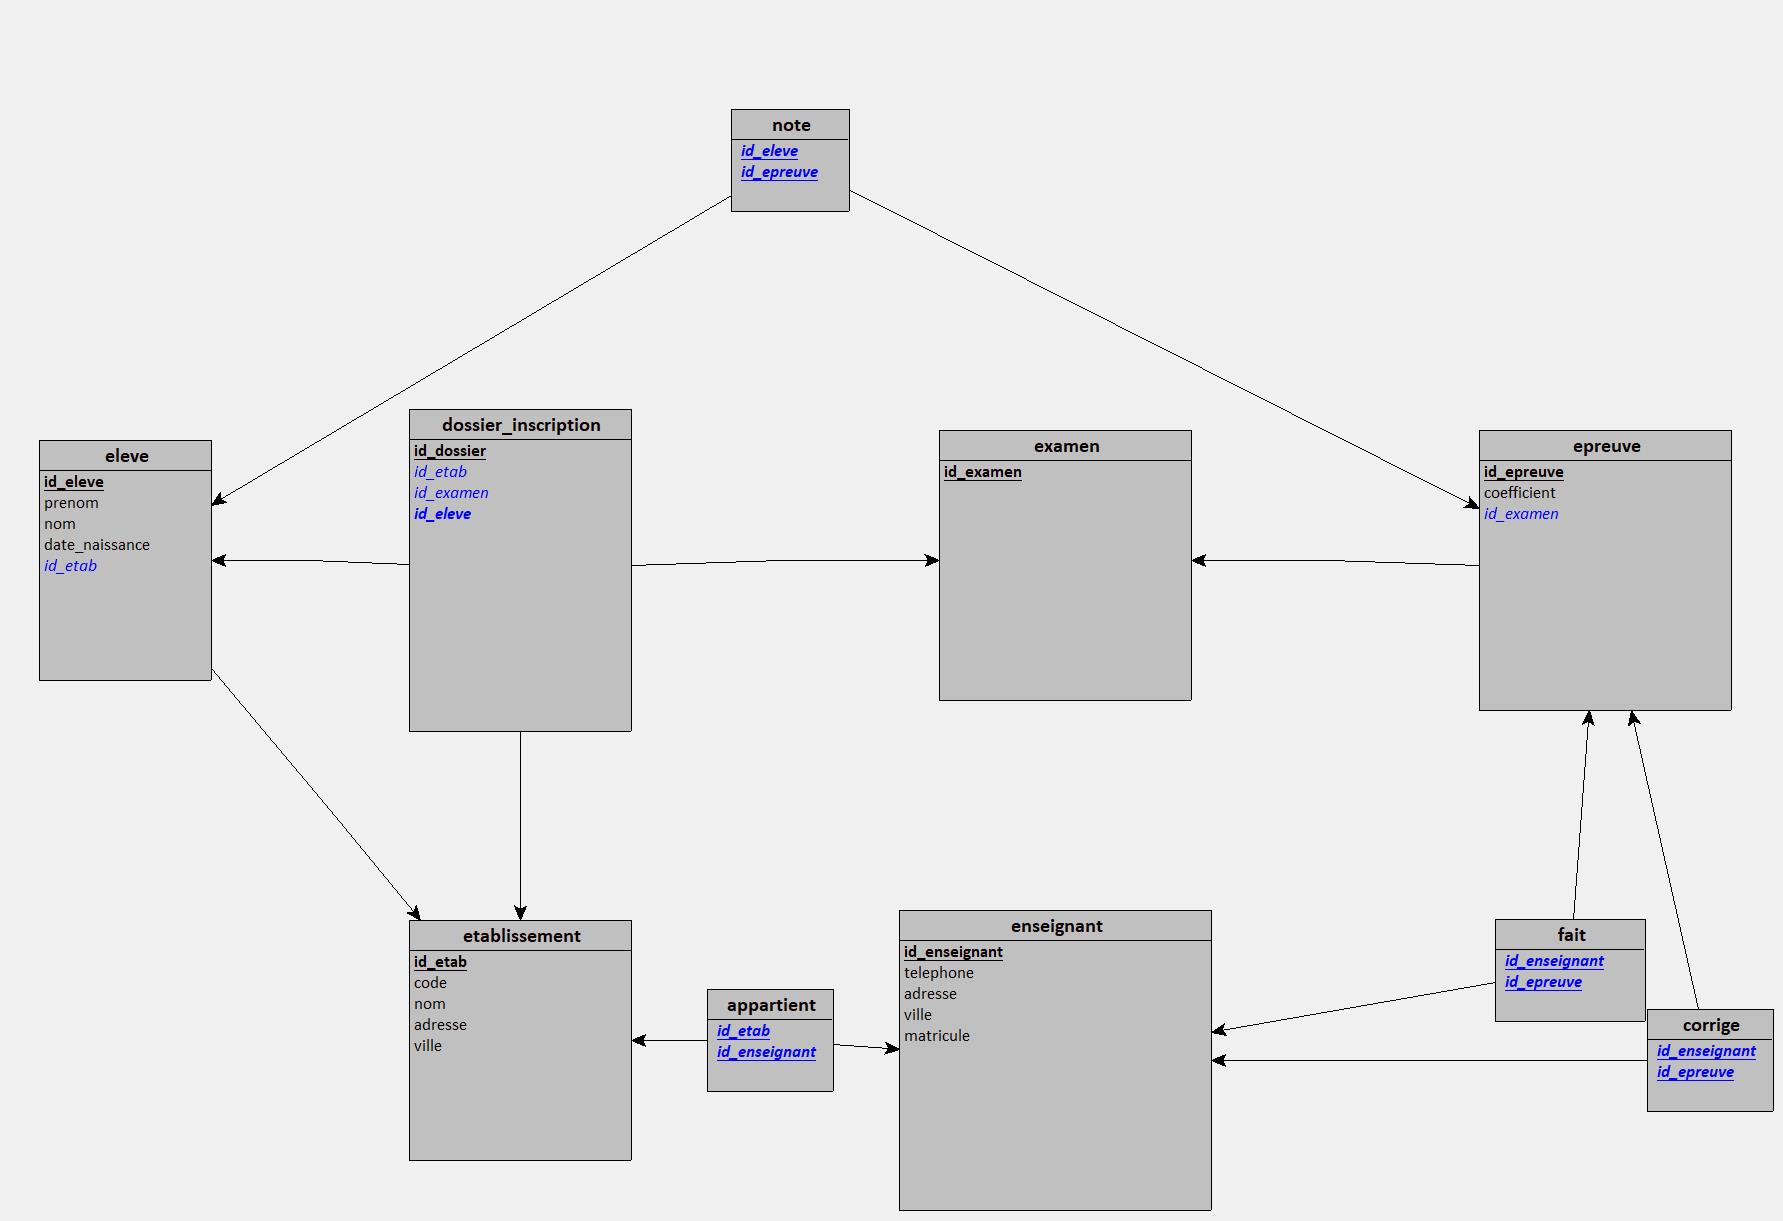 note
id_eleve
id_epreuve
eleve
id_eleve
prenom
nom
date_naissance
id_etab
dossier_inscription
id_dossier
id_etab
id_examen
id_eleve
examen
id_examen
epreuve
id_epreuve
coefficient
id_examen
etablissement
id_etab
code
nom
adresse
ville
appartient
id_etab
id_enseignant
enseignant
id_enseignant
telephone
adresse
ville
matricule
fait
id_enseignant
id_epreuve
corrige
id_enseignant
id_epreuve